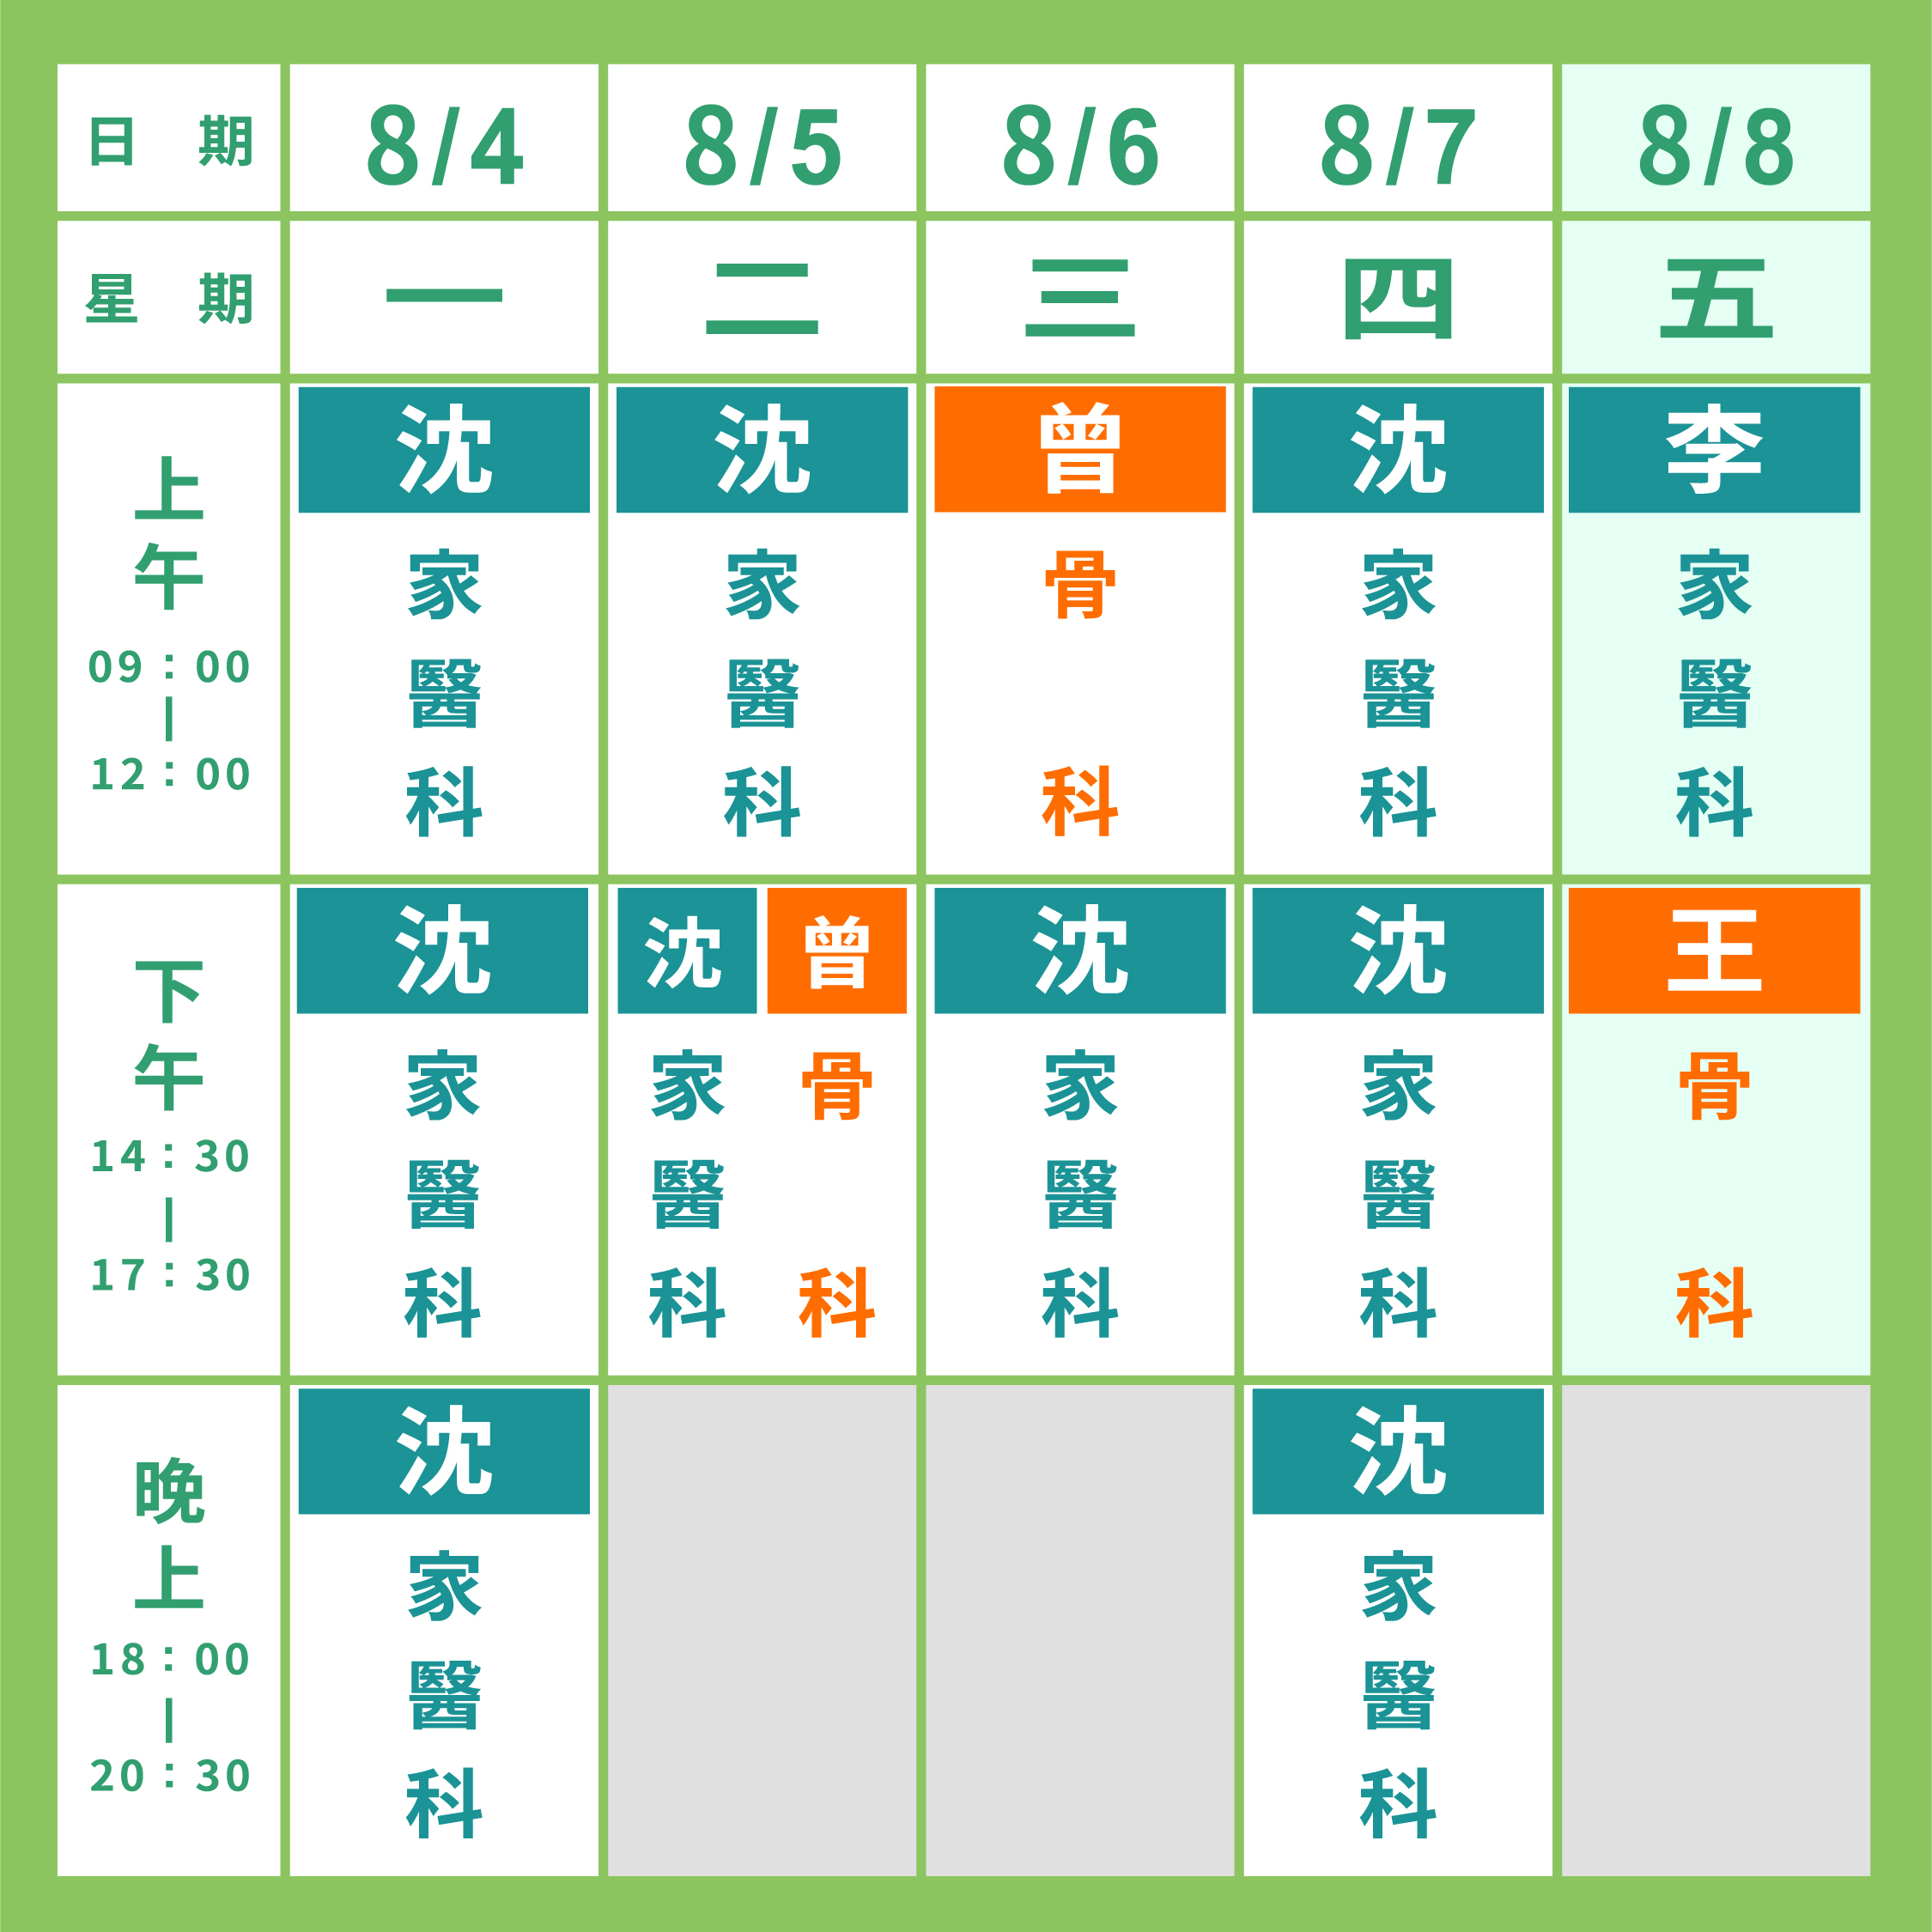 日 期 8/4 8/5 8/6 8/7 8/8
星 期 一 二 三 四 五
上午 09:00 | 12:00
沈 家醫科
沈 家醫科
曾 骨科
沈 家醫科
李 家醫科
下午 14:30 | 17:30
沈 家醫科
沈 家醫科
曾 骨科
沈 家醫科
沈 家醫科
王 骨科
晚上 18:00 | 20:30
沈 家醫科
沈 家醫科